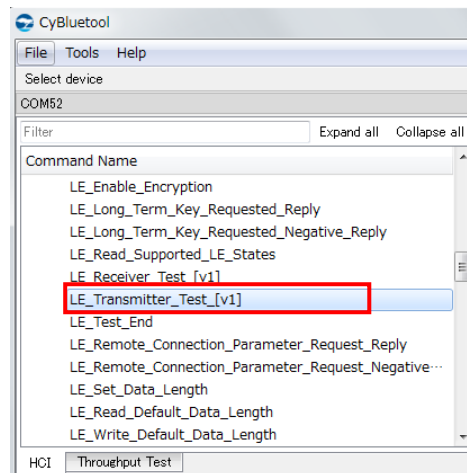 CyBluetool
File Tools Help
Select device
COM52
Filter Expand all Collapse all
Command Name
LE_Enable_Encryption
LE_Long_Term_Key_Requested_Reply
LE_Long_Term_Key_Requested_Negative_Reply
LE_Read_Supported_LE_States
LE_Receiver_Test_[v1]
LE_Transmitter_Test_[v1]
LE_Test_End
LE_Remote_Connection_Parameter_Request_Reply
LE_Remote_Connection_Parameter_Request_Negative…
LE_Set_Data_Length
LE_Read_Default_Data_Length
LE_Write_Default_Data_Length
HCI Throughput Test